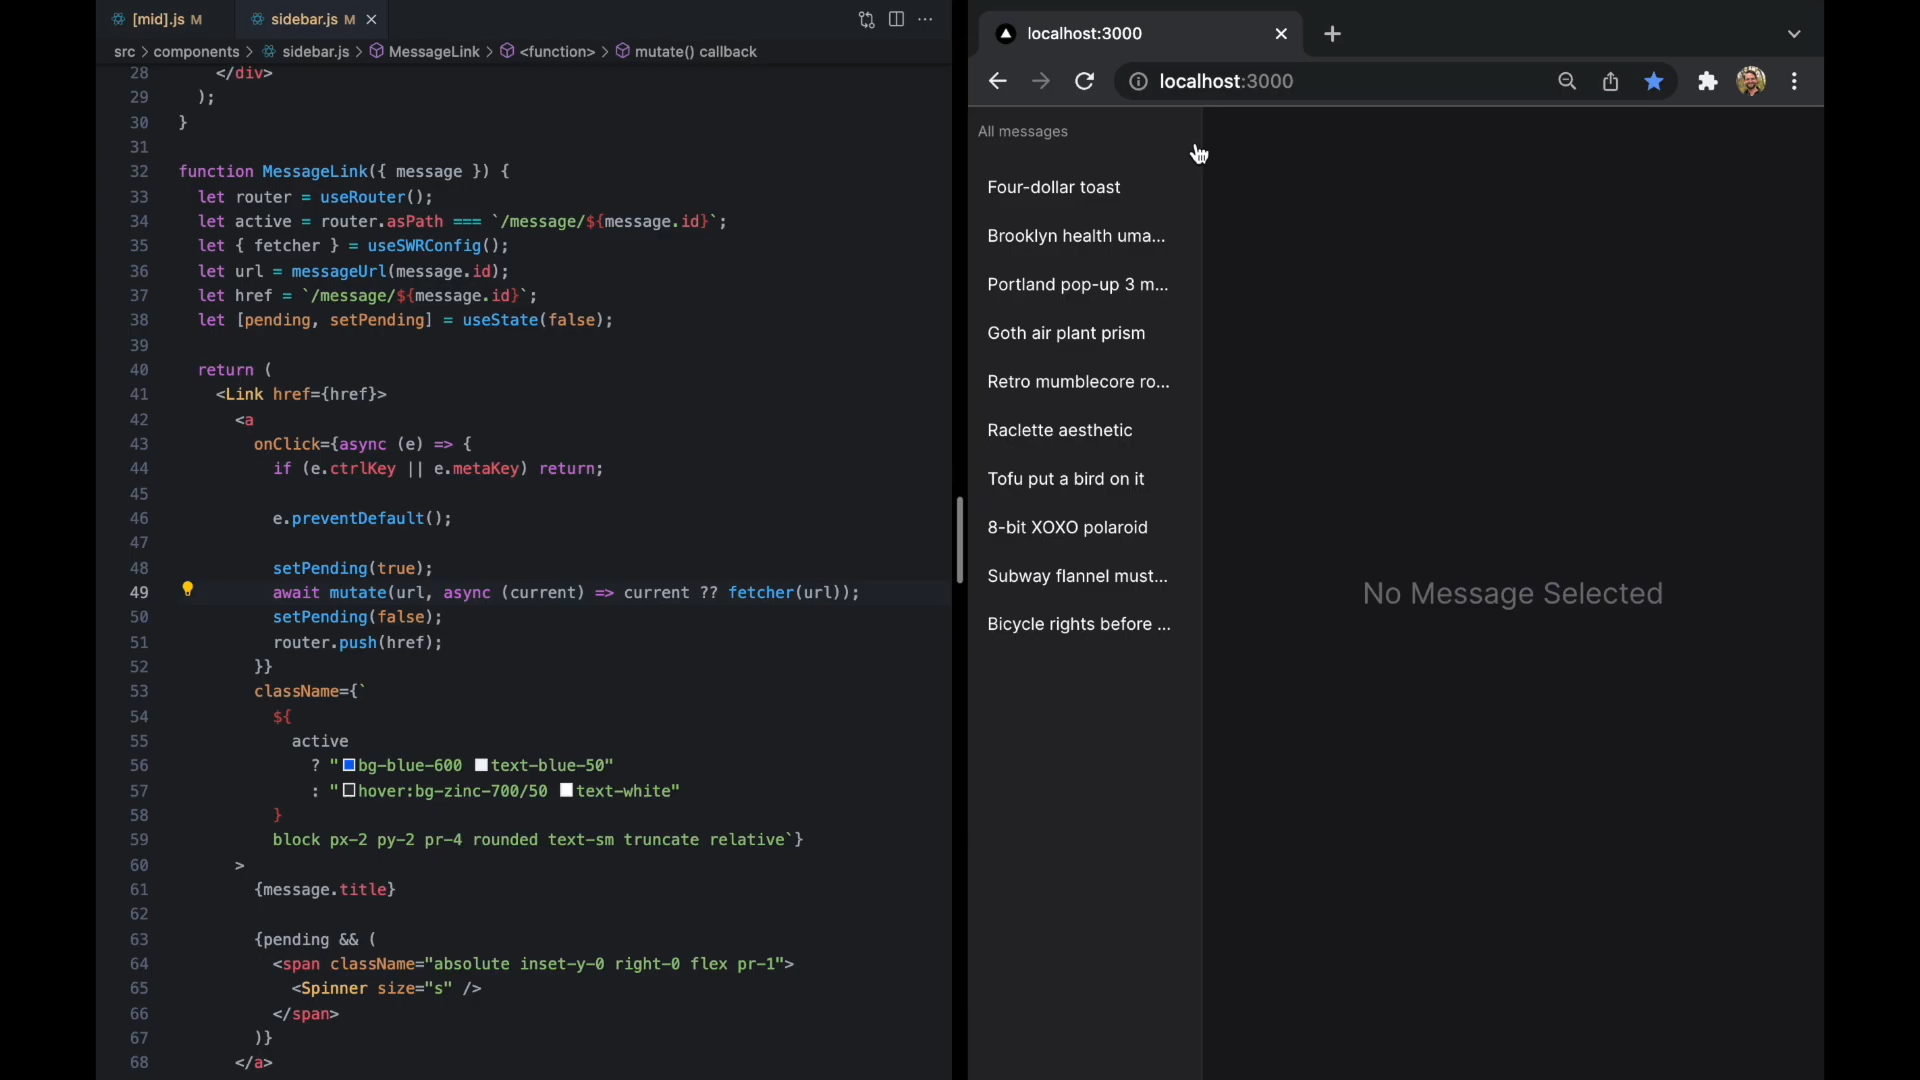 [mid].js M
sidebar.js M
src > components > sidebar.js > MessageLink > <function> > mutate() callback
28 </div>
29 );
30 }
31
32 function MessageLink({ message }) {
33 let router = useRouter();
34 let active = router.asPath === `/message/${message.id}`;
35 let { fetcher } = useSWRConfig();
36 let url = messageUrl(message.id);
37 let href = `/message/${message.id}`;
38 let [pending, setPending] = useState(false);
39
40 return (
41 <Link href={href}>
42 <a
43 onClick={async (e) => {
44 if (e.ctrlKey || e.metaKey) return;
45
46 e.preventDefault();
47
48 setPending(true);
49 await mutate(url, async (current) => current ?? fetcher(url));
50 setPending(false);
51 router.push(href);
52 }}
53 className={`
54 ${
55 active
56 ? "bg-blue-600 text-blue-50"
57 : "hover:bg-zinc-700/50 text-white"
58 }
59 block px-2 py-2 pr-4 rounded text-sm truncate relative`}
60 >
61 {message.title}
62
63 {pending && (
64 <span className="absolute inset-y-0 right-0 flex pr-1">
65 <Spinner size="s" />
66 </span>
67 )}
68 </a>
localhost:3000
localhost:3000
All messages
Four-dollar toast
Brooklyn health uma...
Portland pop-up 3 m...
Goth air plant prism
Retro mumblecore ro...
Raclette aesthetic
Tofu put a bird on it
8-bit XOXO polaroid
Subway flannel must...
Bicycle rights before ...
No Message Selected